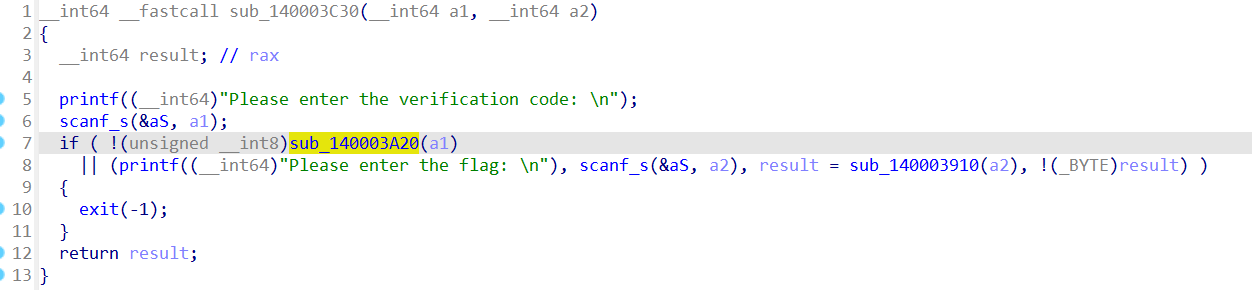 1 __int64 __fastcall sub_140003C30(__int64 a1, __int64 a2)
2 {
3   __int64 result; // rax
4
5   printf((__int64)"Please enter the verification code: \n");
6   scanf_s(&aS, a1);
7   if ( !(unsigned __int8)sub_140003A20(a1)
8     || (printf((__int64)"Please enter the flag: \n"), scanf_s(&aS, a2), result = sub_140003910(a2), !(_BYTE)result) )
9   {
10     exit(-1);
11   }
12   return result;
13 }